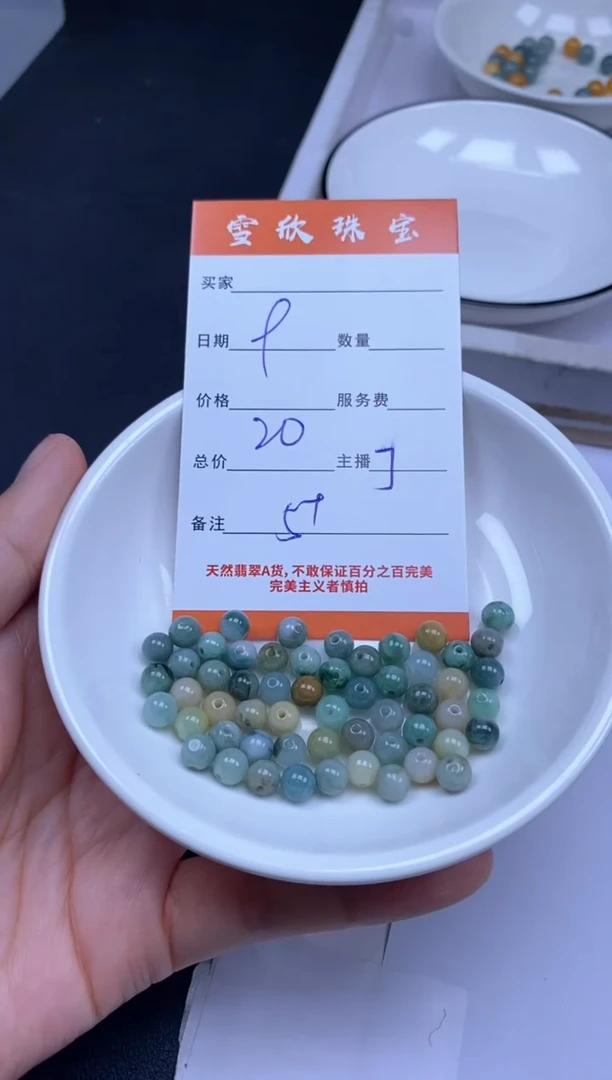 雪欣珠宝
买家
日期 数量
价格 服务费
20
总价 主播
备注
天然翡翠A货,不敢保证百分之百完美
完美主义者慎拍